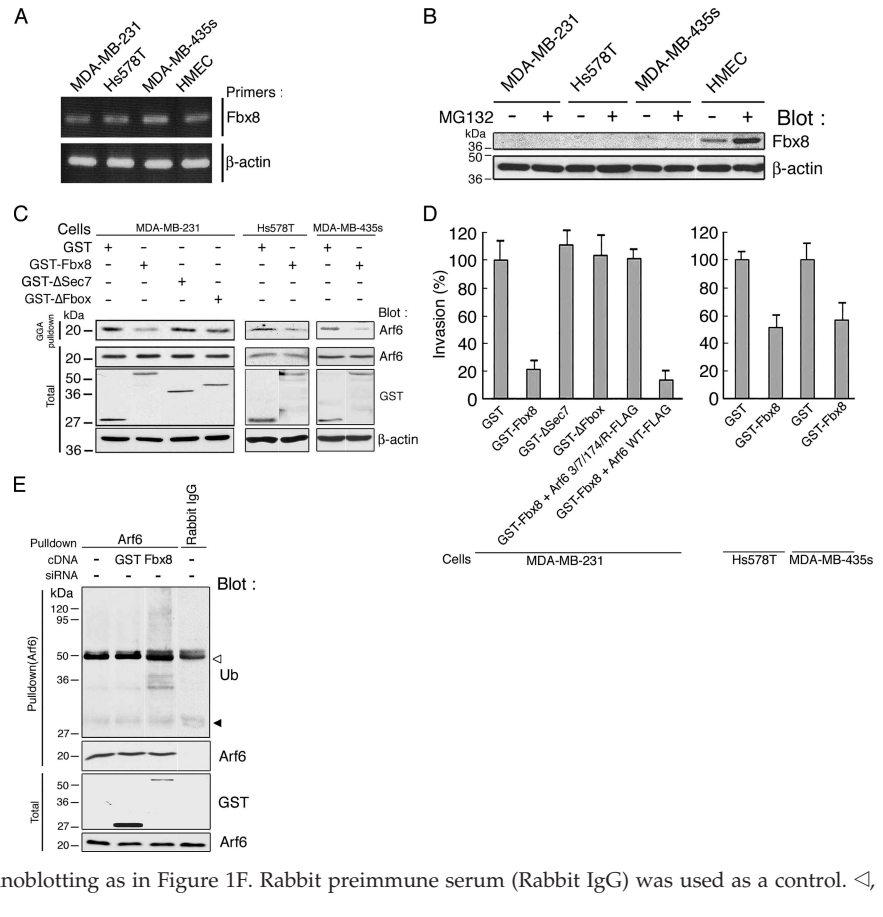 A
MDA-MB-231
Hs578T
MDA-MB-435s
HMEC
Primers :
Fbx8
β-actin
B
MDA-MB-231
Hs578T
MDA-MB-435s
HMEC
MG132 - + - + - + - + Blot :
kDa
36
Fbx8
50
36
β-actin
C
Cells MDA-MB-231 Hs578T MDA-MB-435s
GST + - - - + - + -
GST-Fbx8 - + - - - + - +
GST-ΔSec7 - - + - - - - -
GST-ΔFbox - - - + - - - -
kDa
Blot :
GGA pulldown
20
Arf6
Total
20
Arf6
50
36
27
GST
36
β-actin
D
Invasion (%)
120
100
80
60
40
20
0
GST
GST-Fbx8
GST-ΔSec7
GST-ΔFbox
GST-Fbx8 + Arf6 3/7/174/R-FLAG
GST-Fbx8 + Arf6 WT-FLAG
Cells MDA-MB-231
120
100
80
60
40
20
0
GST
GST-Fbx8
GST
GST-Fbx8
Hs578T MDA-MB-435s
E
Pulldown Arf6 Rabbit IgG
cDNA - GST Fbx8 -
siRNA - - - -
Blot :
kDa
Pulldown(Arf6)
120
95
50
36
27
Ub
20
Arf6
Total
50
36
27
GST
20
Arf6
noblotting as in Figure 1F. Rabbit preimmune serum (Rabbit IgG) was used as a control. ◁,